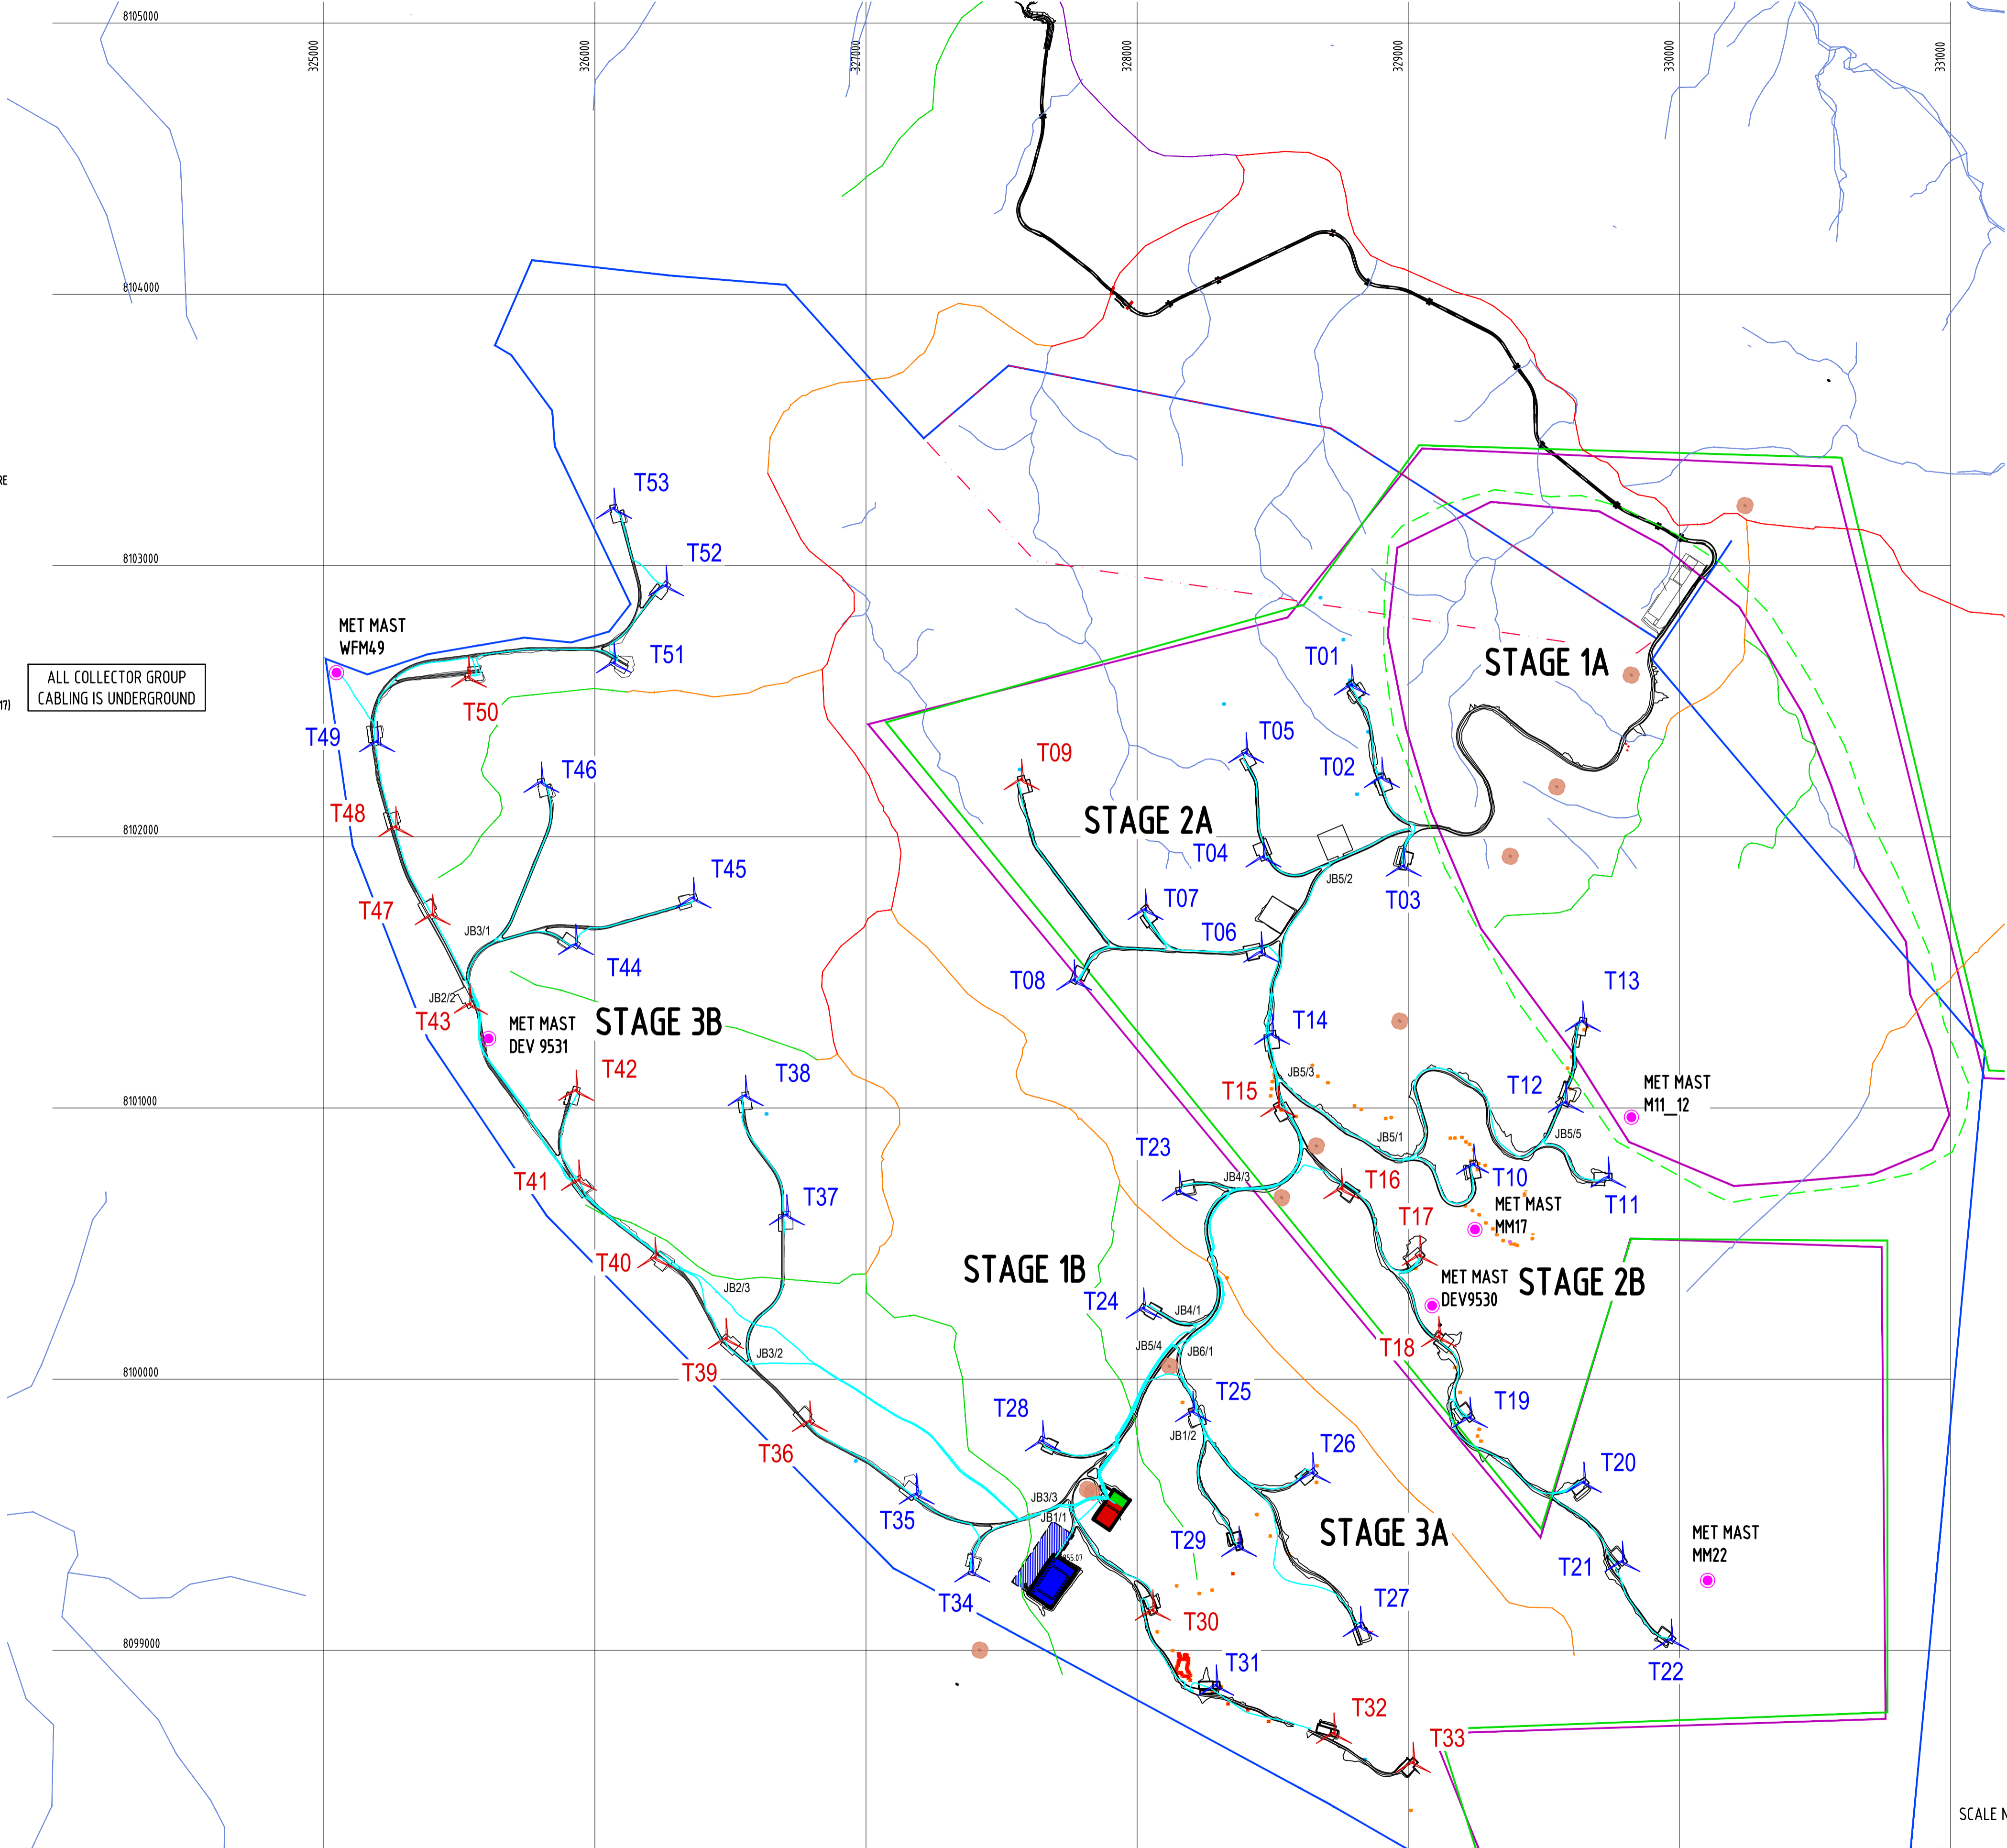 8105000
325000
326000
327000
328000
329000
330000
331000
8104000
RE
T53
T52
8103000
MET MAST
WFM49
T51
T01
STAGE 1A
ALL COLLECTOR GROUP
CABLING IS UNDERGROUND
17)
T50
T49
T05
T09
T02
T46
T48
STAGE 2A
8102000
T04
JB5/2
T45
T03
T47
T07
JB3/1
T06
T44
T08
T13
JB2/2
T43
STAGE 3B
T14
MET MAST
DEV 9531
T42
T38
JB5/3
T15
T12
MET MAST
M11_12
8101000
JB5/1
JB5/5
T23
T41
JB4/3
T16
T10
T11
T37
MET MAST
MM17
T17
T40
STAGE 1B
JB2/3
MET MAST
DEV9530
STAGE 2B
T24
JB4/1
T39
JB3/2
JB5/4
JB6/1
T18
8100000
T25
T19
T28
JB1/2
T26
T36
T20
JB3/3
T35
JB1/1
T29
STAGE 3A
MET MAST
MM22
T21
T34
T27
T30
8099000
T31
T22
T32
T33
SCALE N